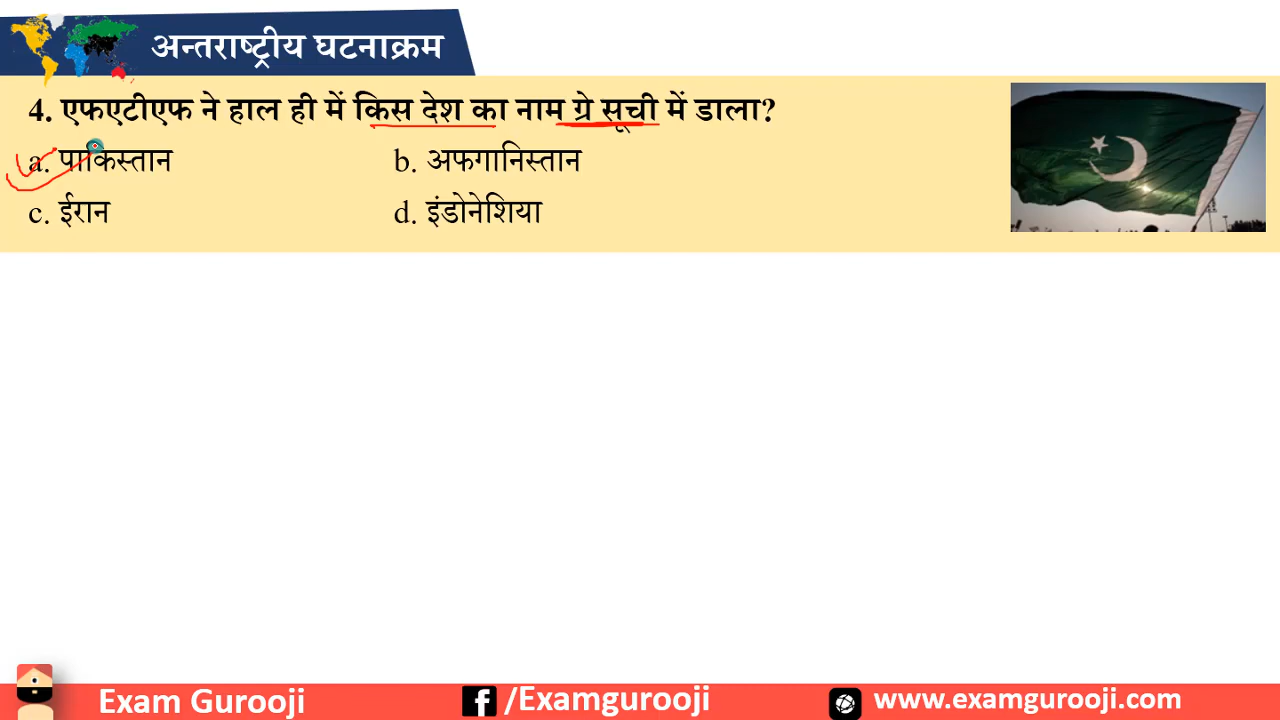 अन्तराष्ट्रीय घटनाक्रम
4. एफएटीएफ ने हाल ही में किस देश का नाम ग्रे सूची में डाला?
a. पाकिस्तान b. अफगानिस्तान
c. ईरान d. इंडोनेशिया
Exam Gurooji /Examgurooji www.examgurooji.com